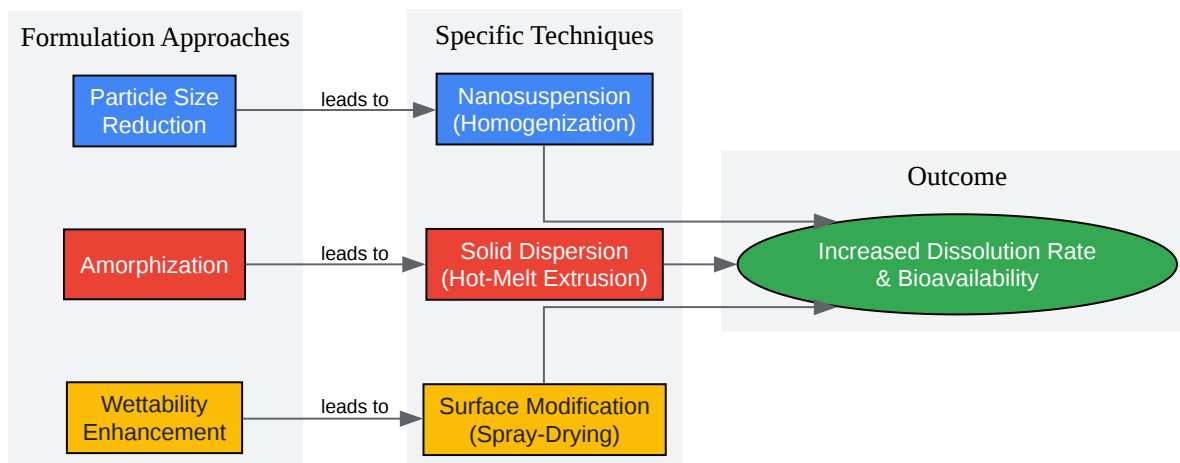 Formulation Approaches
Specific Techniques
Particle Size
Reduction
leads to
Nanosuspension
(Homogenization)
Outcome
Amorphization
leads to
Solid Dispersion
(Hot-Melt Extrusion)
Increased Dissolution Rate
& Bioavailability
Wettability
Enhancement
leads to
Surface Modification
(Spray-Drying)